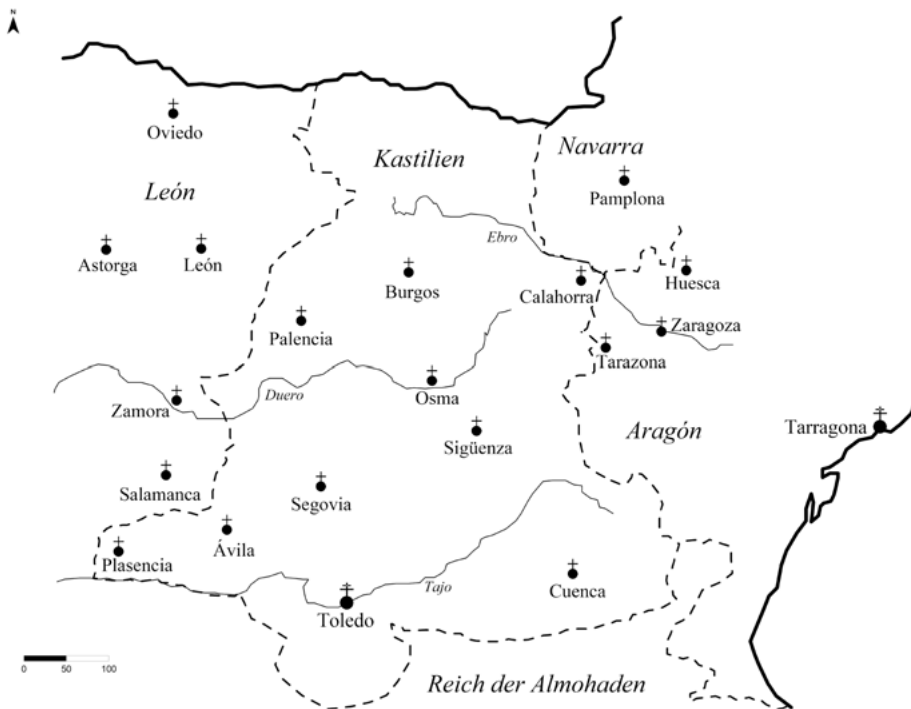 N
Oviedo
Kastilien
Navarra
Pamplona
León
Ebro
Astorga
León
Burgos
Calahorra
Huesca
Palencia
Zaragoza
Tarazona
Zamora
Duero
Osma
Sigüenza
Aragón
Tarragona
Salamanca
Segovia
Plasencia
Ávila
Tajo
Cuenca
Toledo
0 50 100
Reich der Almohaden